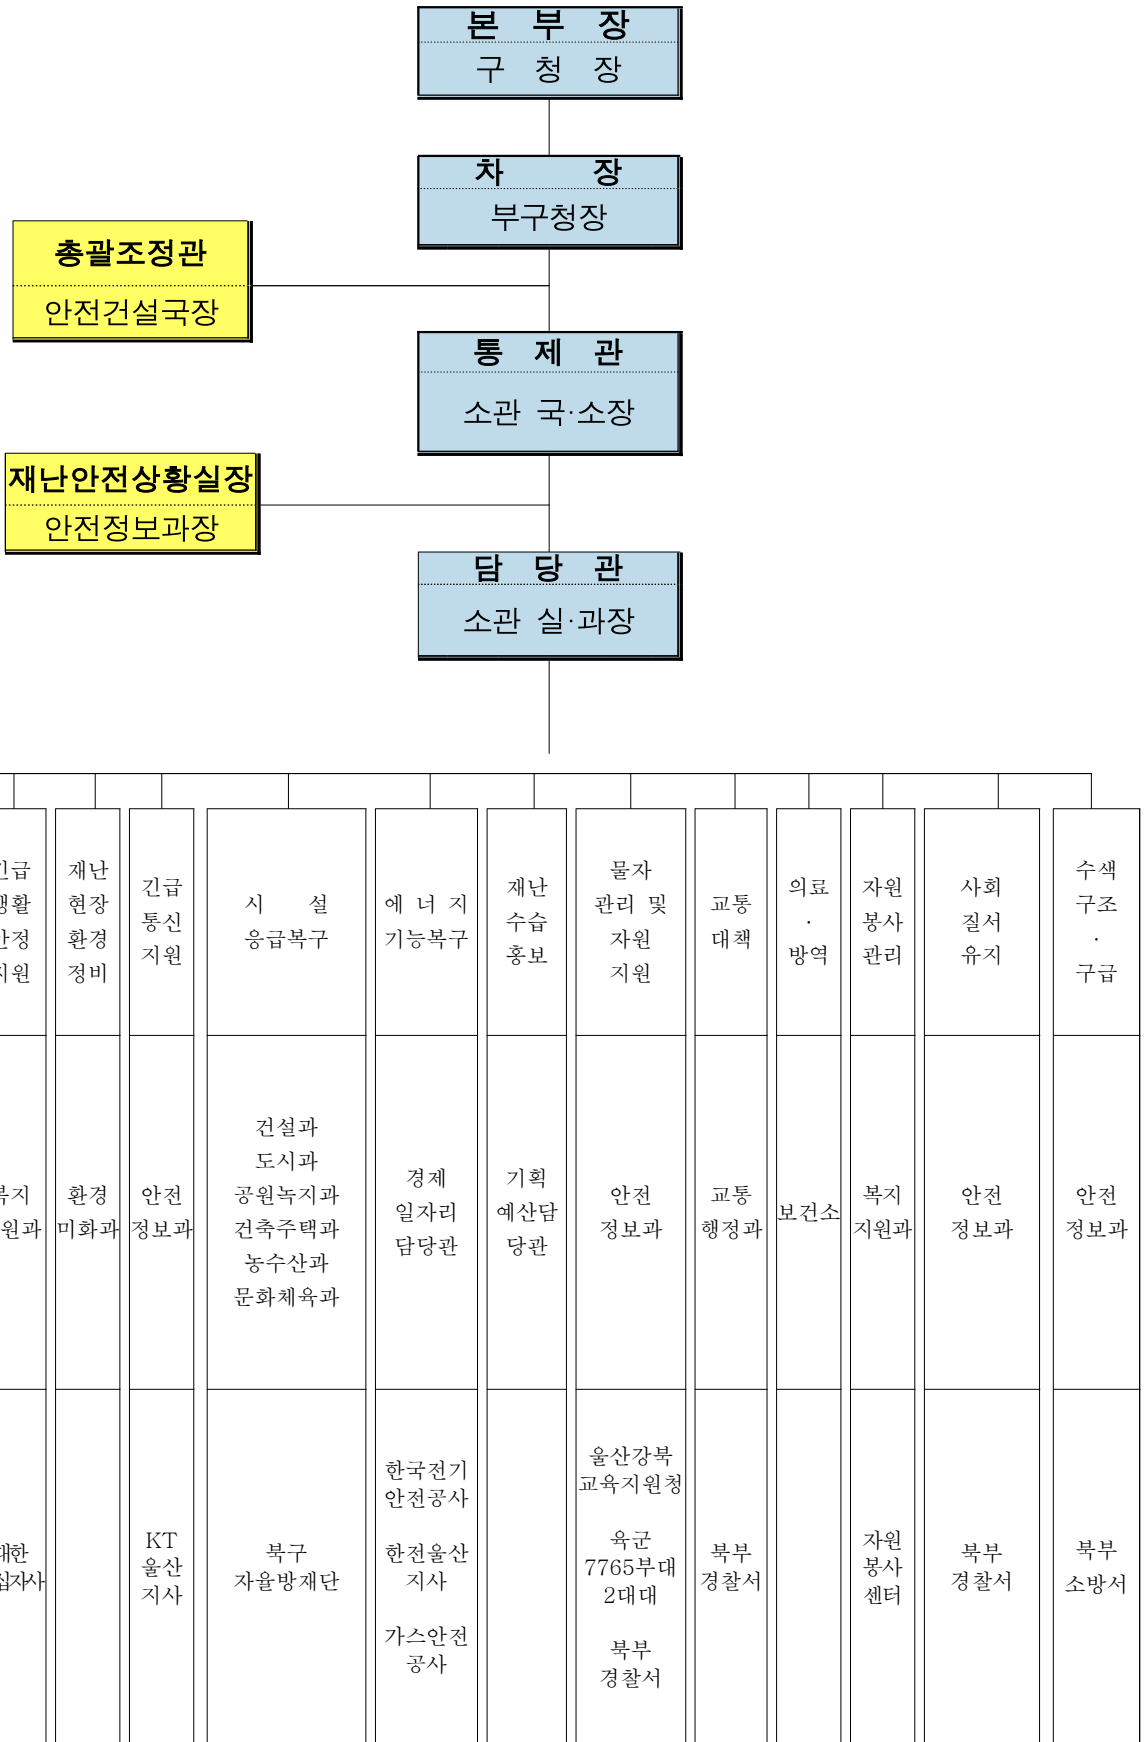 본 부 장
구 청 장
차 장
부구청장
총괄조정관
안전건설국장
통 제 관
소관 국·소장
재난안전상황실장
안전정보과장
담 당 관
소관 실·과장
재난
현장
환경
정비
긴급
통신
지원
시 설
응급복구
에 너 지
기능복구
재난
수습
홍보
물자
관리 및
자원
지원
교통
대책
의료
·
방역
자원
봉사
관리
사회
질서
유지
수색
구조
·
구급
환경
미화과
안전
정보과
건설과
도시과
공원녹지과
건축주택과
농수산과
문화체육과
경제
일자리
담당관
기획
예산담
당관
안전
정보과
교통
행정과
보건소
복지
지원과
안전
정보과
안전
정보과
KT
울산
지사
북구
자율방재단
한국전기
안전공사
한전울산
지사
가스안전
공사
울산강북
교육지원청
육군
7765부대
2대대
북부
경찰서
북부
경찰서
자원
봉사
센터
북부
경찰서
북부
소방서